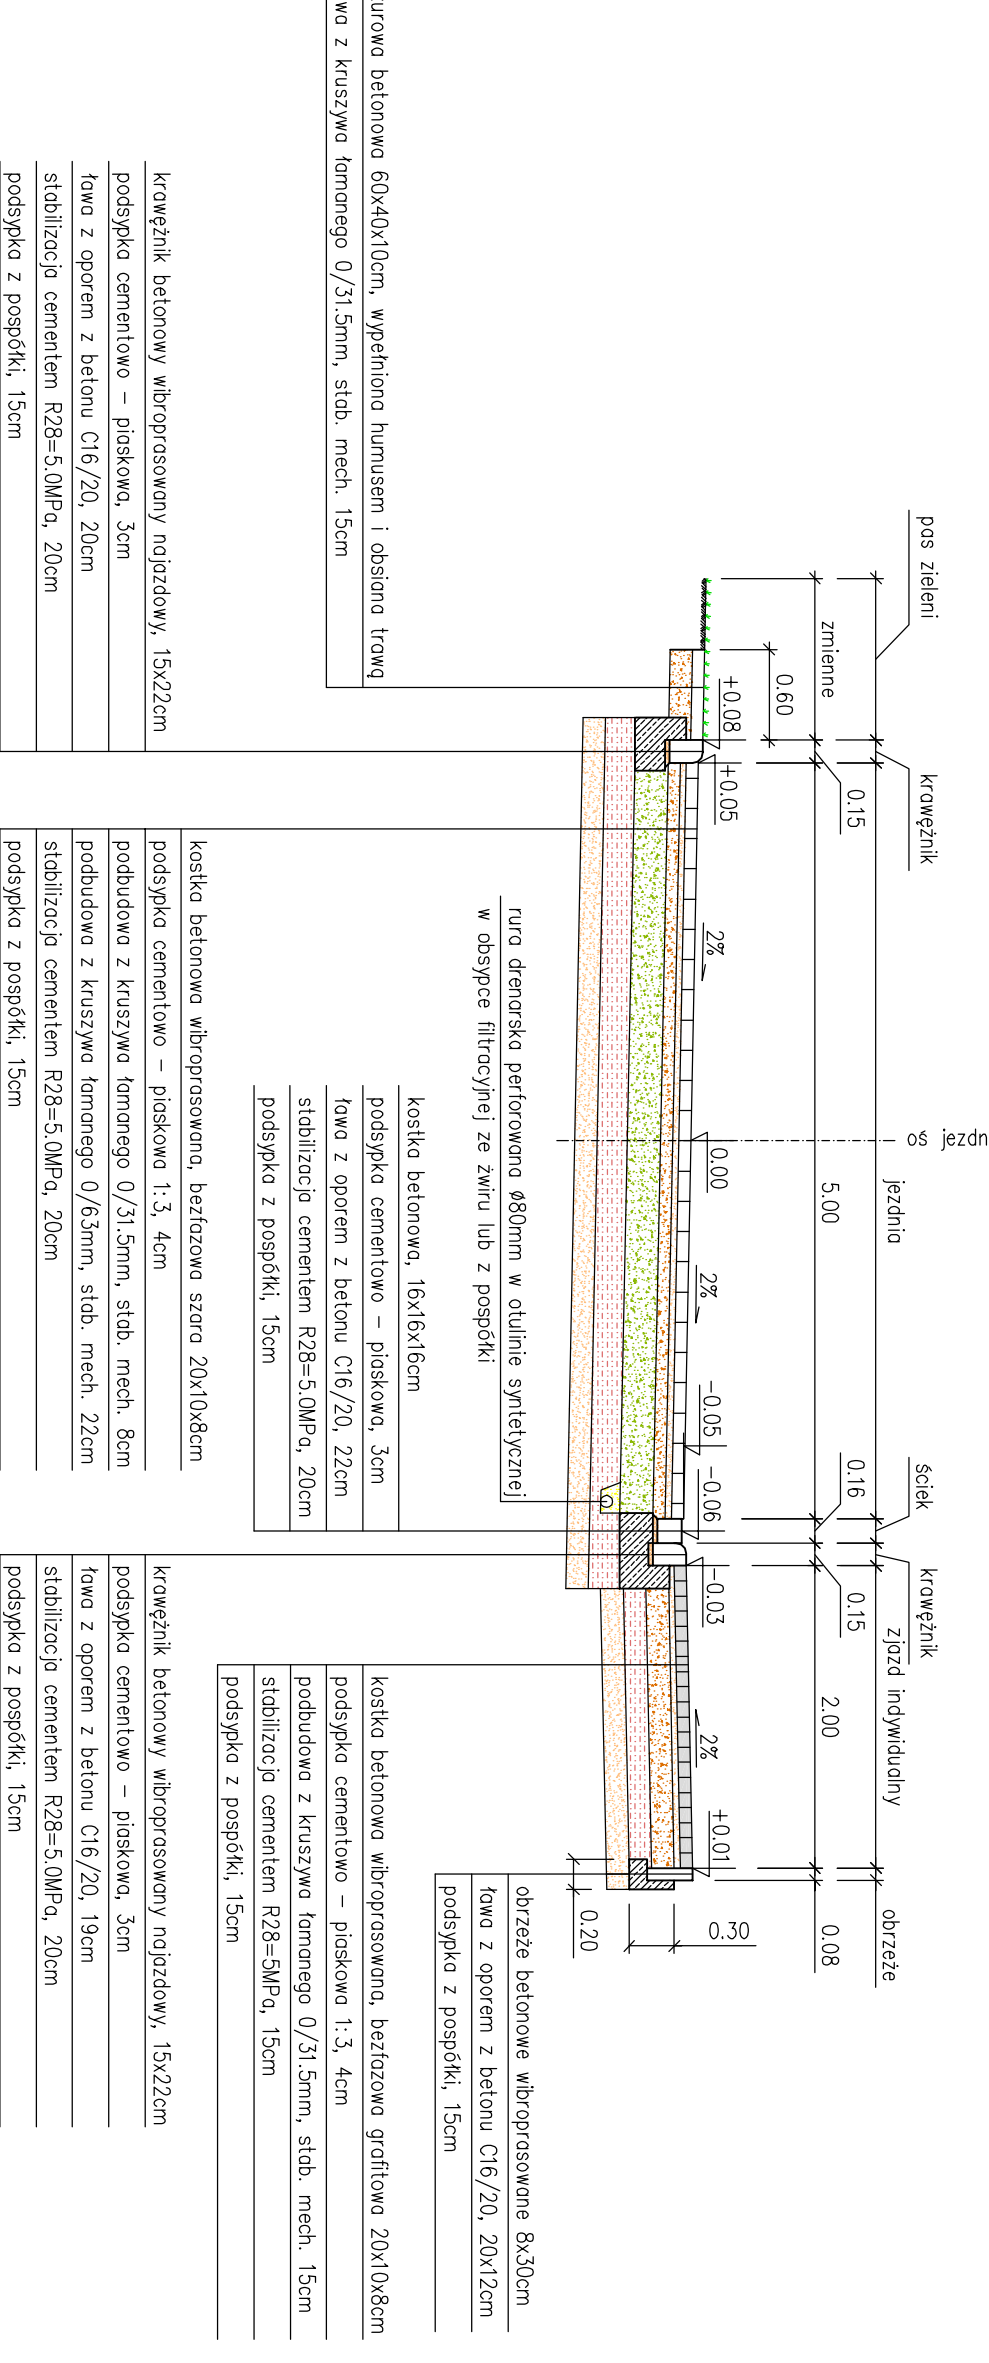 pas zieleni
krawężnik
oś jezdn
jezdnia
ściek
krawężnik
zjazd indywidualny
obrzeże
zmienne
0.15
5.00
0.16
0.15
2.00
0.08
0.60
+0.08
+0.05
2%
0.00
2%
-0.05
-0.06
-0.03
2%
+0.01
0.30
0.20
urowa betonowa 60x40x10cm, wypełniona humusem i obsiana trawą
wa z kruszywa łamanego 0/31.5mm, stab. mech. 15cm
rura drenarska perforowana ø80mm w otulinie syntetycznej
w obsypce filtracyjnej ze żwiru lub z pospółki
obrzeże betonowe wibroprasowane 8x30cm
ława z oporem z betonu C16/20, 20x12cm
podsypka z pospółki, 15cm
kostka betonowa, 16x16x16cm
podsypka cementowo - piaskowa, 3cm
ława z oporem z betonu C16/20, 22cm
stabilizacja cementem R28=5.0MPa, 20cm
podsypka z pospółki, 15cm
kostka betonowa wibroprasowana, bezfazowa grafitowa 20x10x8cm
podsypka cementowo - piaskowa 1:3, 4cm
podbudowa z kruszywa łamanego 0/31.5mm, stab. mech. 15cm
stabilizacja cementem R28=5MPa, 15cm
podsypka z pospółki, 15cm
krawężnik betonowy wibroprasowany najazdowy, 15x22cm
podsypka cementowo - piaskowa, 3cm
ława z oporem z betonu C16/20, 20cm
stabilizacja cementem R28=5.0MPa, 20cm
podsypka z pospółki, 15cm
kostka betonowa wibroprasowana, bezfazowa szara 20x10x8cm
podsypka cementowo - piaskowa 1:3, 4cm
podbudowa z kruszywa łamanego 0/31.5mm, stab. mech. 8cm
podbudowa z kruszywa łamanego 0/63mm, stab. mech. 22cm
stabilizacja cementem R28=5.0MPa, 20cm
podsypka z pospółki, 15cm
krawężnik betonowy wibroprasowany najazdowy, 15x22cm
podsypka cementowo - piaskowa, 3cm
ława z oporem z betonu C16/20, 19cm
stabilizacja cementem R28=5.0MPa, 20cm
podsypka z pospółki, 15cm